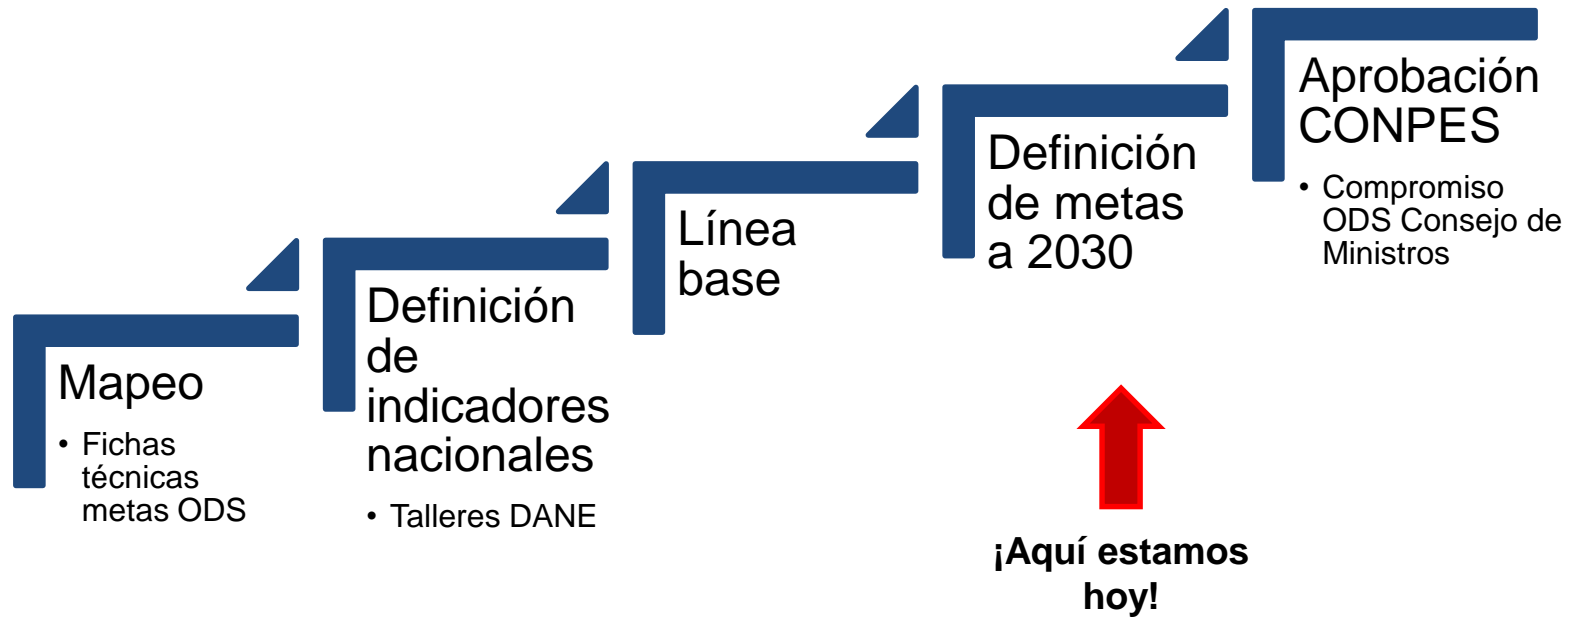 Mapeo
• Fichas
técnicas
metas ODS
Definición
de
indicadores
nacionales
• Talleres DANE
Línea
base
Definición
de metas
a 2030
Aprobación
CONPES
• Compromiso
ODS Consejo de
Ministros
¡Aquí estamos
hoy!